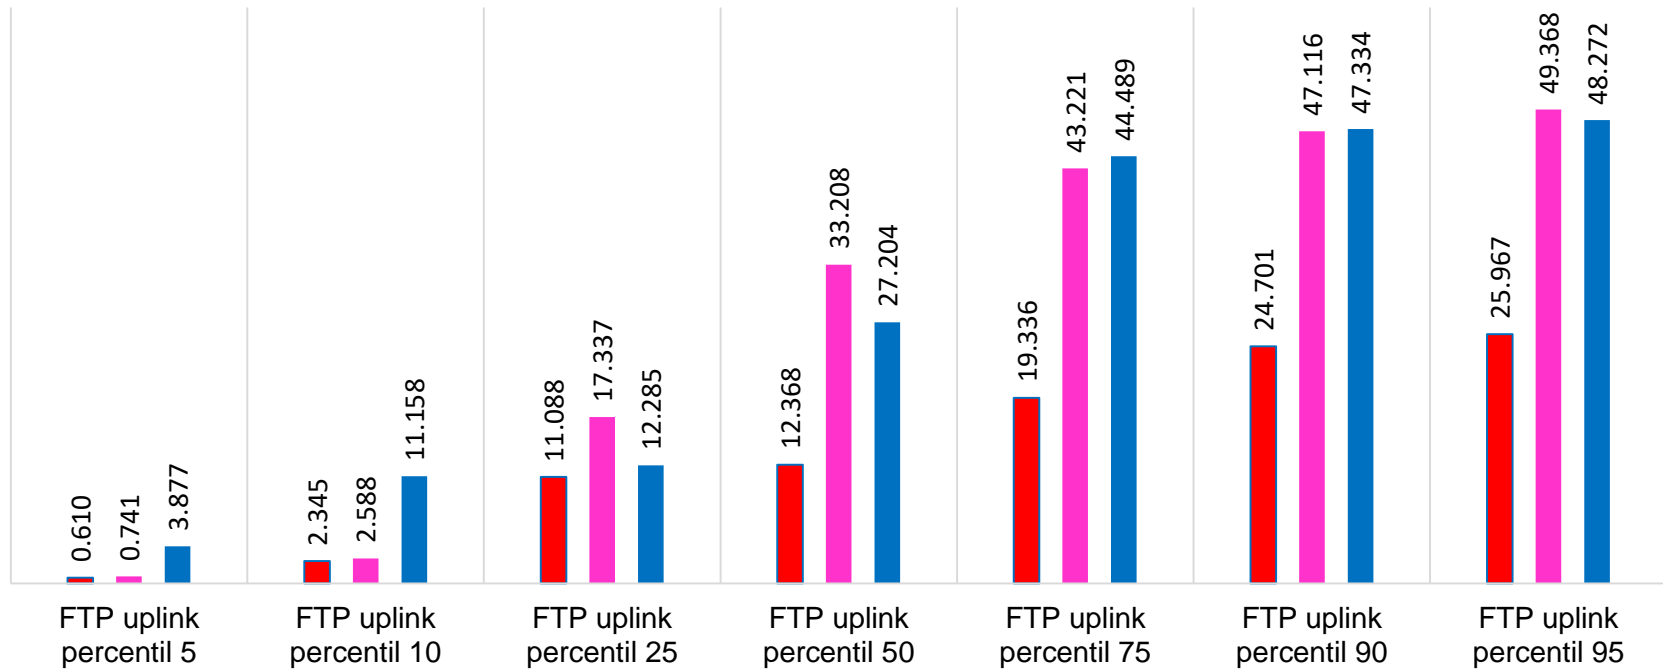 0.610
0.741
3.877
2.345
2.588
11.158
11.088
17.337
12.285
12.368
33.208
27.204
19.336
43.221
44.489
24.701
47.116
47.334
25.967
49.368
48.272
FTP uplink
percentil 5
FTP uplink
percentil 10
FTP uplink
percentil 25
FTP uplink
percentil 50
FTP uplink
percentil 75
FTP uplink
percentil 90
FTP uplink
percentil 95